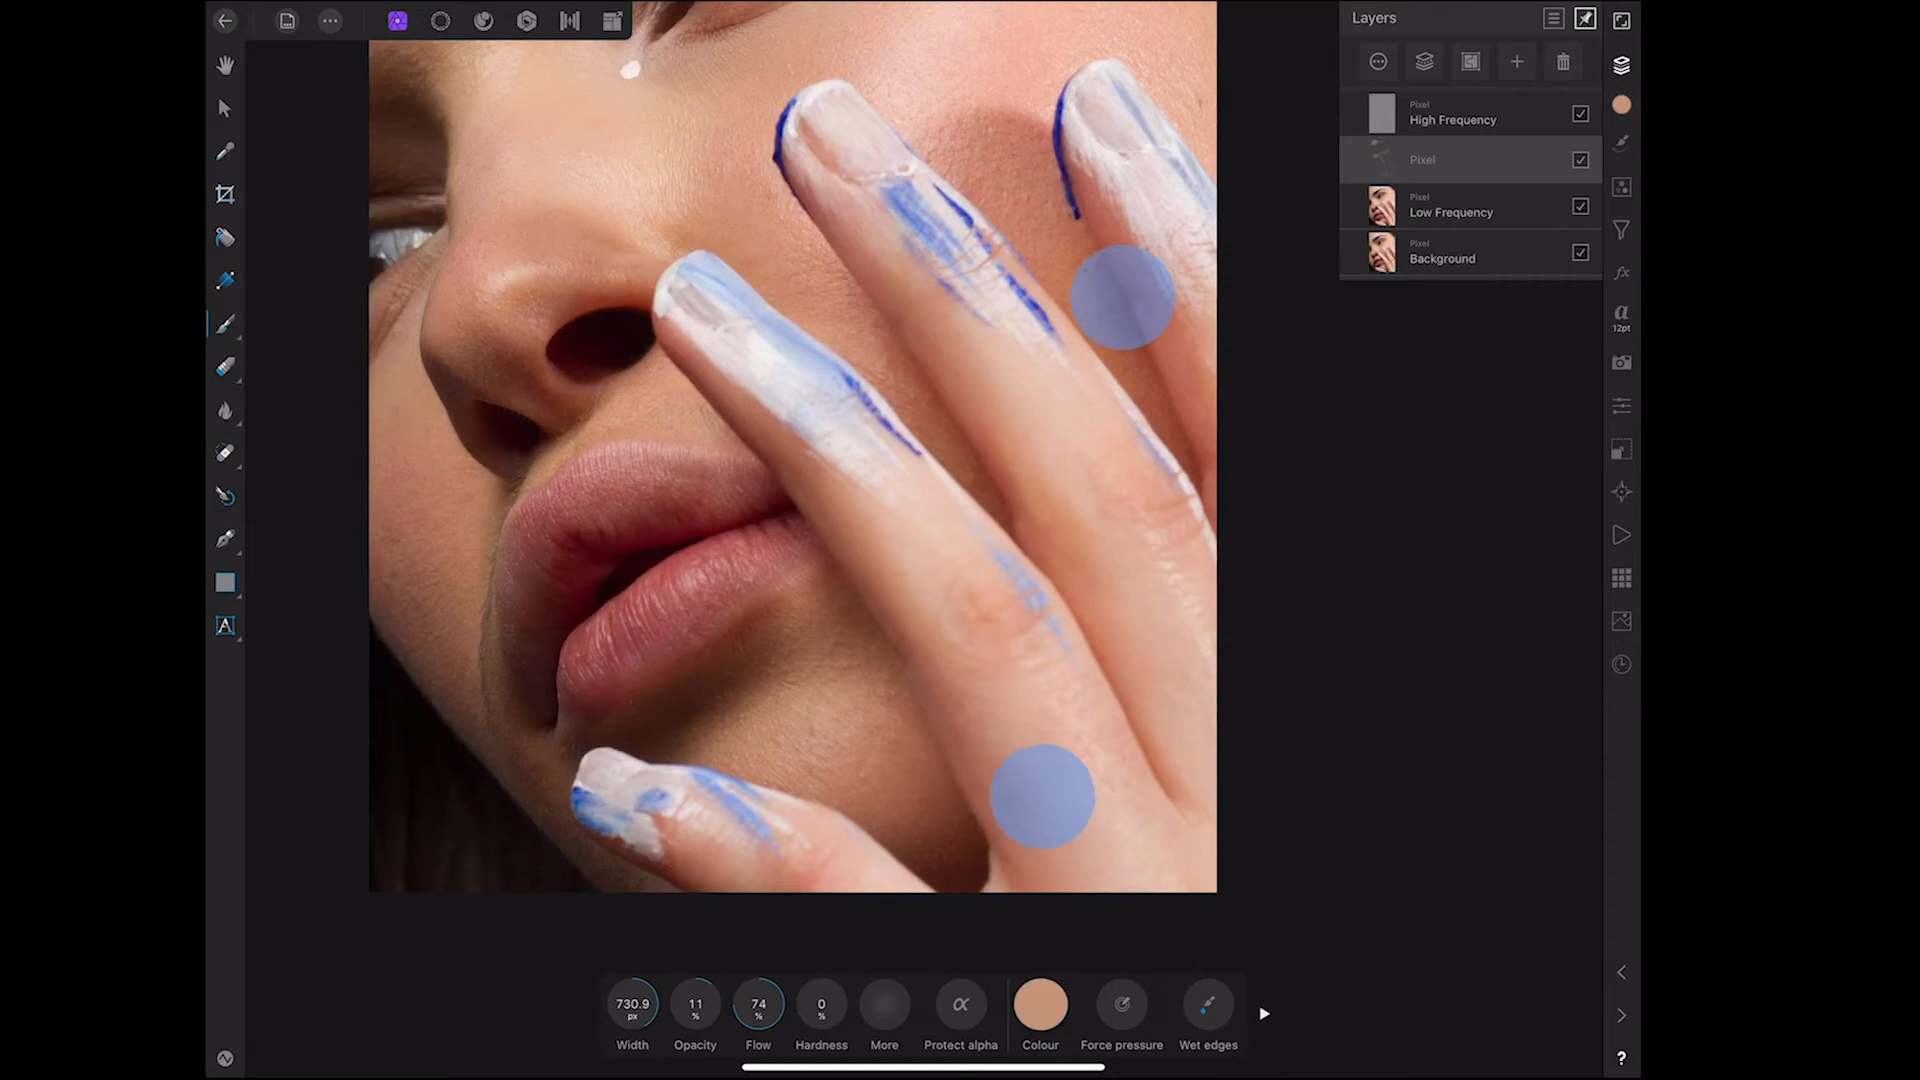 Layers
Pixel
High Frequency
Pixel
Pixel
Low Frequency
Pixel
Background
a
12pt
A
730.9
px
Width
11
%
Opacity
74
%
Flow
0
%
Hardness
More
α
Protect alpha
Colour
Force pressure
Wet edges
fx
?